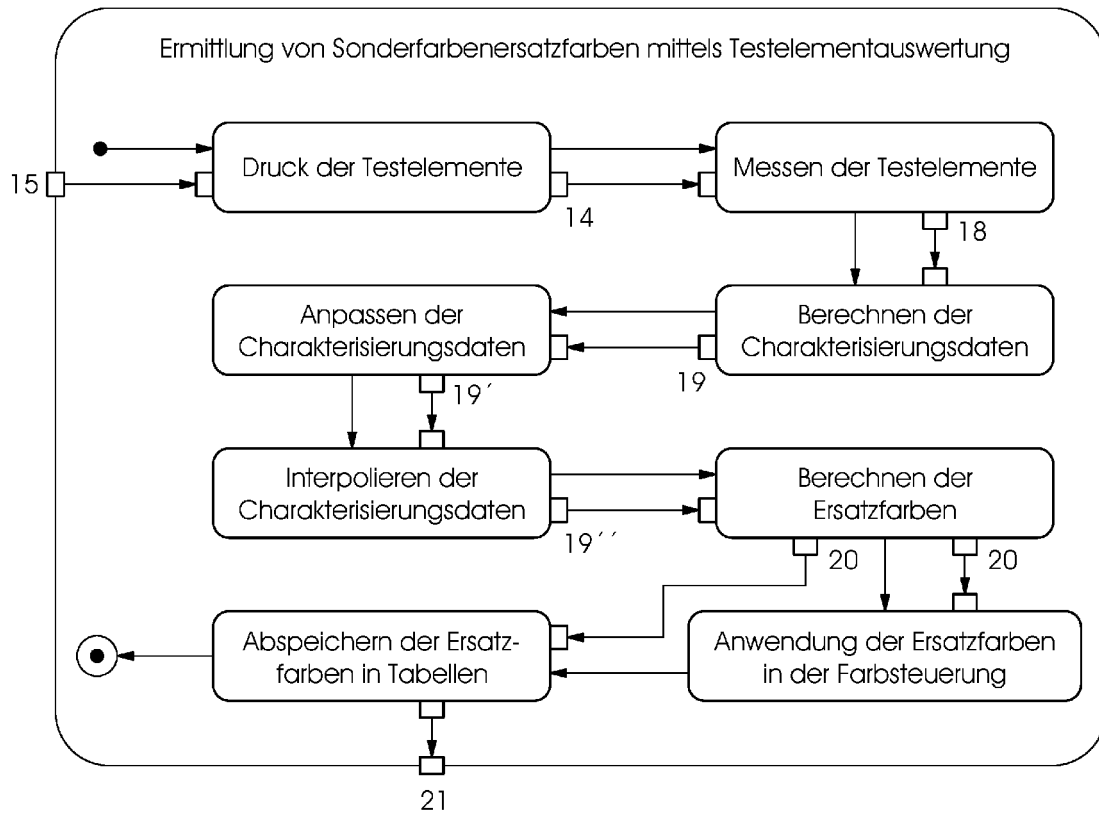 Ermittlung von Sonderfarbenersatzfarben mittels Testelementauswertung
Druck der Testelemente
Messen der Testelemente
15
14
18
Anpassen der
Charakterisierungsdaten
Berechnen der
Charakterisierungsdaten
19
19´
Interpolieren der
Charakterisierungsdaten
Berechnen der
Ersatzfarben
19´´
20
20
Abspeichern der Ersatz-
farben in Tabellen
Anwendung der Ersatzfarben
in der Farbsteuerung
21